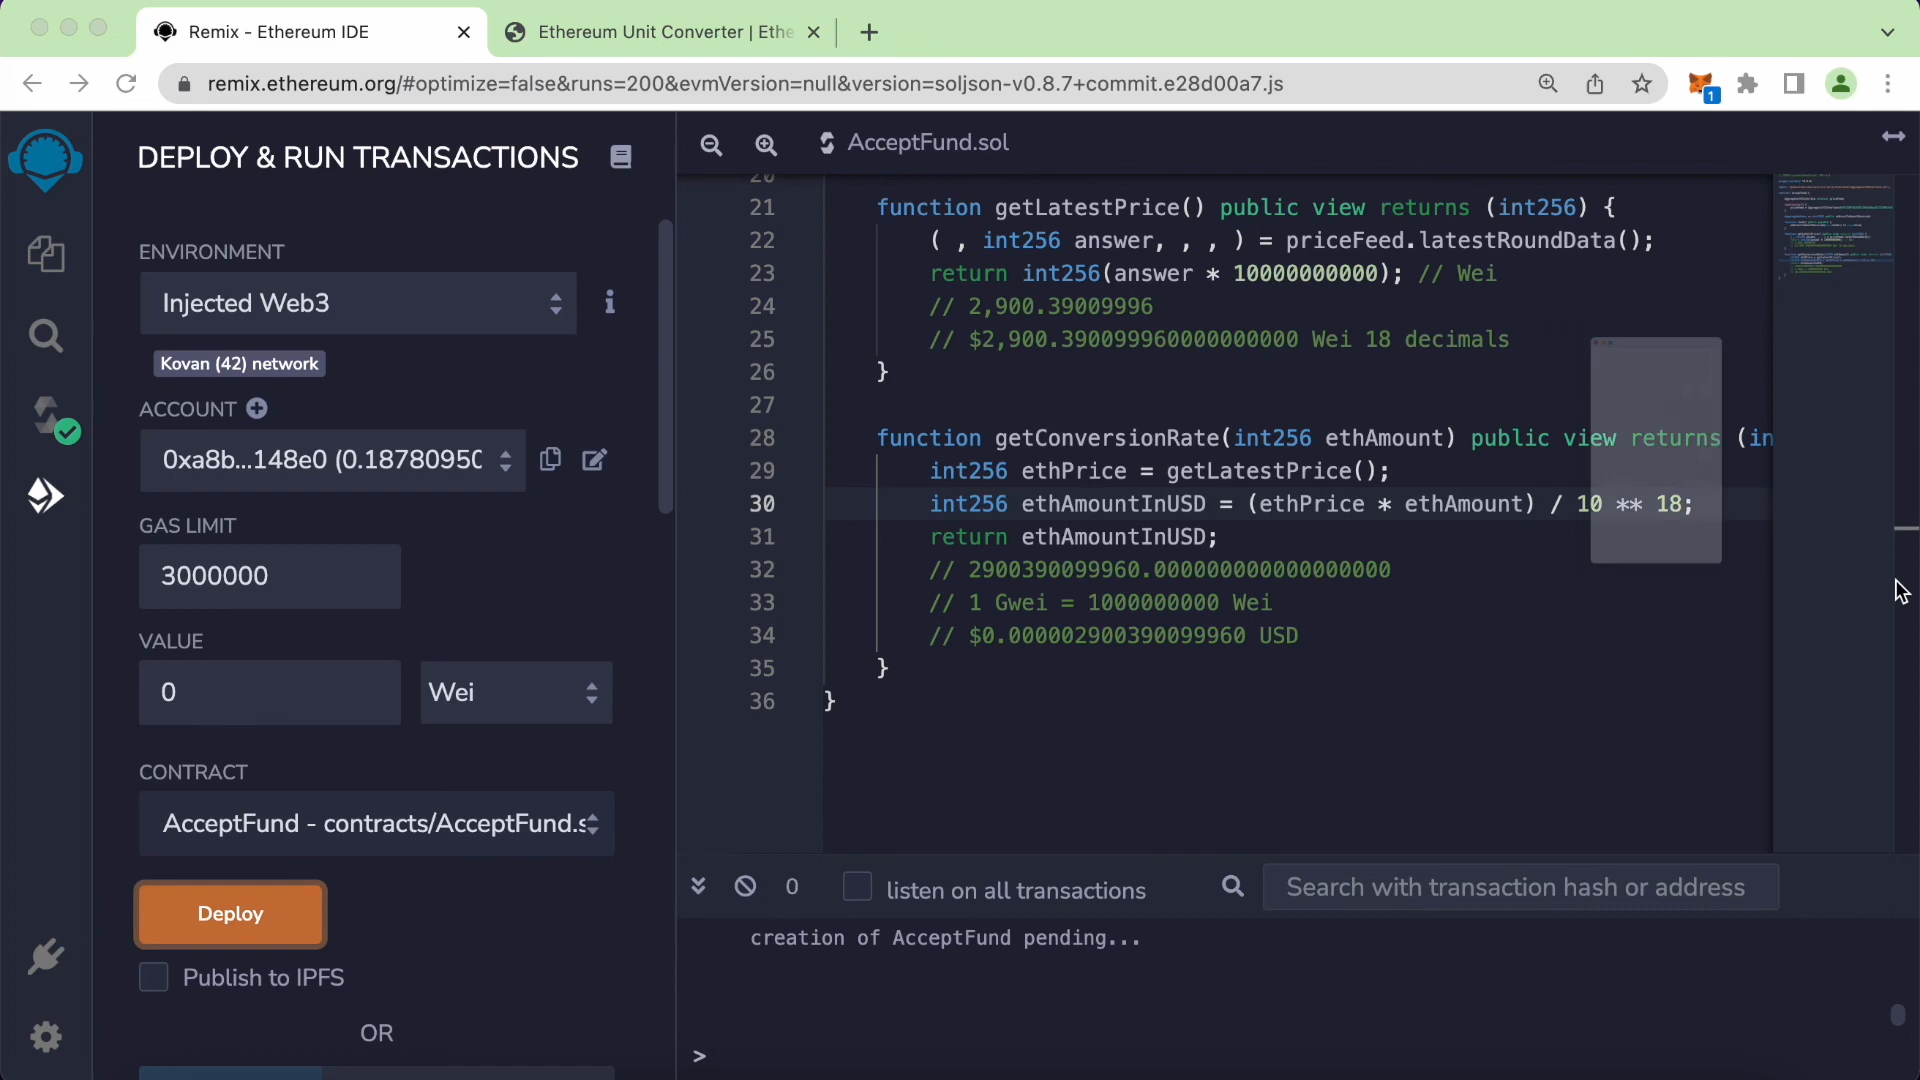 Remix - Ethereum IDE
Ethereum Unit Converter | Ethe
remix.ethereum.org/#optimize=false&runs=200&evmVersion=null&version=soljson-v0.8.7+commit.e28d00a7.js
1
DEPLOY & RUN TRANSACTIONS
ENVIRONMENT
Injected Web3
i
Kovan (42) network
ACCOUNT
0xa8b...148e0 (0.1878095(
GAS LIMIT
3000000
VALUE
0
Wei
CONTRACT
AcceptFund - contracts/AcceptFund.s
Deploy
Publish to IPFS
OR
AcceptFund.sol
20
21 function getLatestPrice() public view returns (int256) {
22 ( , int256 answer, , , ) = priceFeed.latestRoundData();
23 return int256(answer * 10000000000); // Wei
24 // 2,900.39009996
25 // $2,900.390099960000000000 Wei 18 decimals
26 }
27
28 function getConversionRate(int256 ethAmount) public view returns (in
29 int256 ethPrice = getLatestPrice();
30 int256 ethAmountInUSD = (ethPrice * ethAmount) / 10 ** 18;
31 return ethAmountInUSD;
32 // 2900390099960.000000000000000000
33 // 1 Gwei = 1000000000 Wei
34 // $0.000002900390099960 USD
35 }
36 }
0
listen on all transactions
Search with transaction hash or address
creation of AcceptFund pending...
>